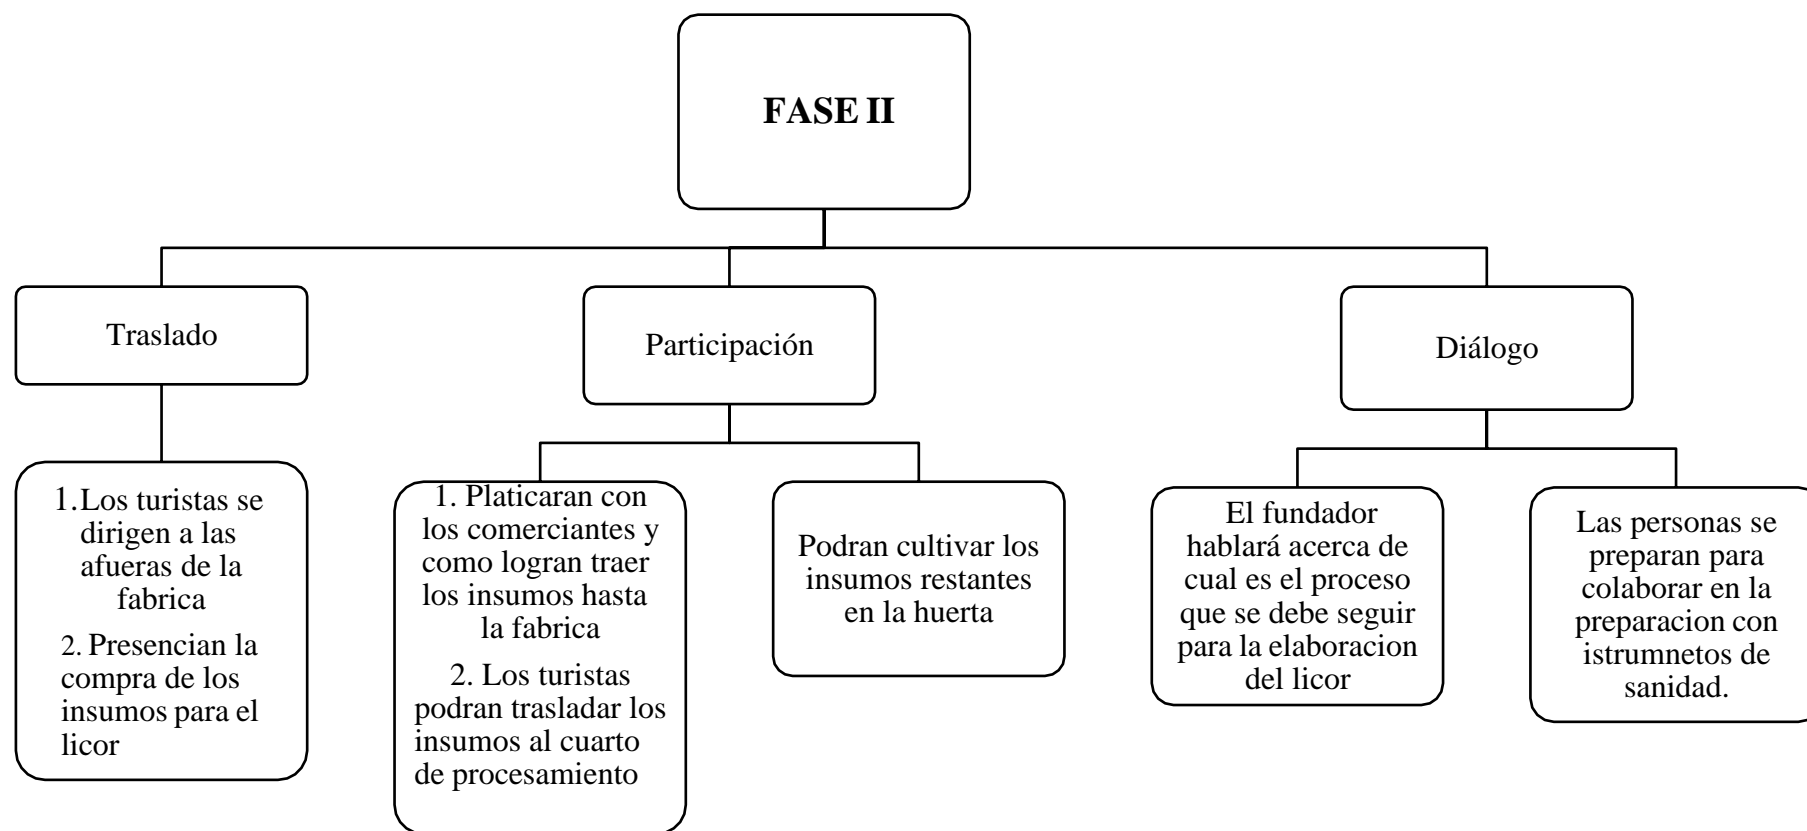 FASE II
Traslado
Participación
Diálogo
1.Los turistas se
dirigen a las
afueras de la
fabrica
2. Presencian la
compra de los
insumos para el
licor
1. Platicaran con
los comerciantes y
como logran traer
los insumos hasta
la fabrica
2. Los turistas
podran trasladar los
insumos al cuarto
de procesamiento
Podran cultivar los
insumos restantes
en la huerta
El fundador
hablará acerca de
cual es el proceso
que se debe seguir
para la elaboracion
del licor
Las personas se
preparan para
colaborar en la
preparacion con
istrumnetos de
sanidad.